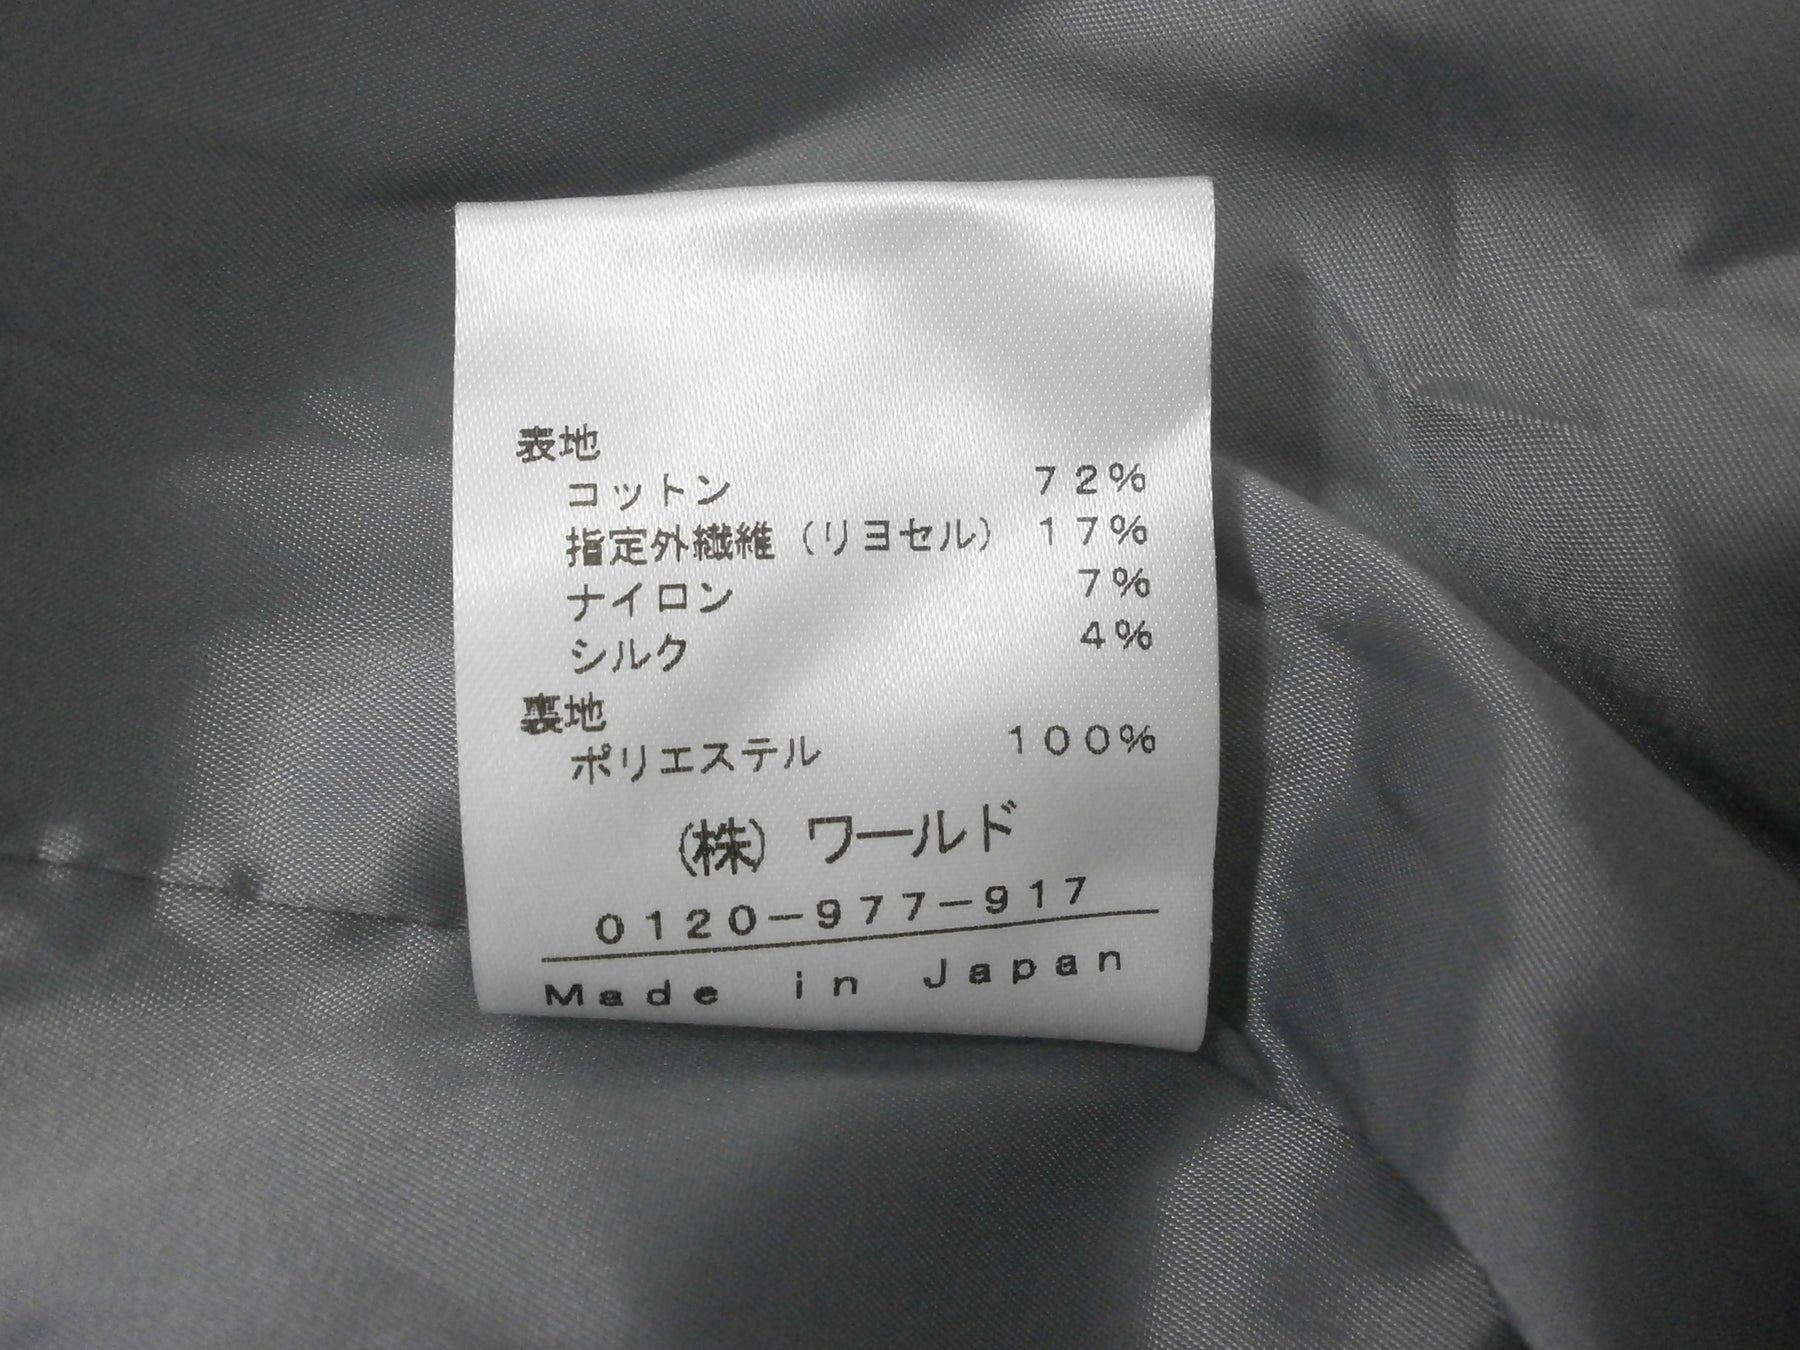 表地
コットン 72%
指定外繊維（リヨセル） 17%
ナイロン 7%
シルク 4%
裏地
ポリエステル 100%
(株) ワールド
0120-977-917
Made in Japan